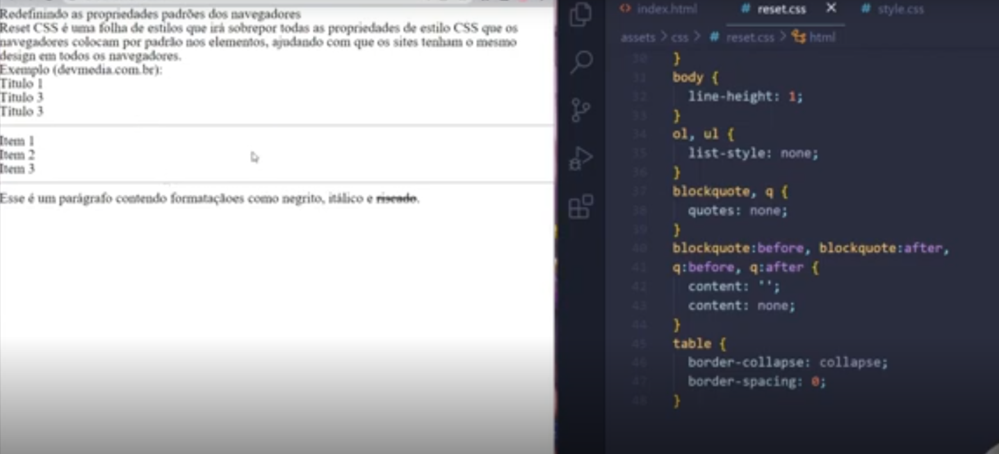 Redefinindo as propriedades padrões dos navegadores
Reset CSS é uma folha de estilos que irá sobrepor todas as propriedades de estilo CSS que os
navegadores colocam por padrão nos elementos, ajudando com que os sites tenham o mesmo
design em todos os navegadores.
Exemplo (devmedia.com.br):
Titulo 1
Titulo 3
Titulo 3
Item 1
Item 2
Item 3
Esse é um parágrafo contendo formataçãoes como negrito, itálico e riscado.
<> index.html # reset.css × # style.css
assets > css > # reset.css > html
30 }
31 body {
32 line-height: 1;
33 }
34 ol, ul {
35 list-style: none;
36 }
37 blockquote, q {
38 quotes: none;
39 }
40 blockquote:before, blockquote:after,
41 q:before, q:after {
42 content: '';
43 content: none;
44 }
45 table {
46 border-collapse: collapse;
47 border-spacing: 0;
48 }